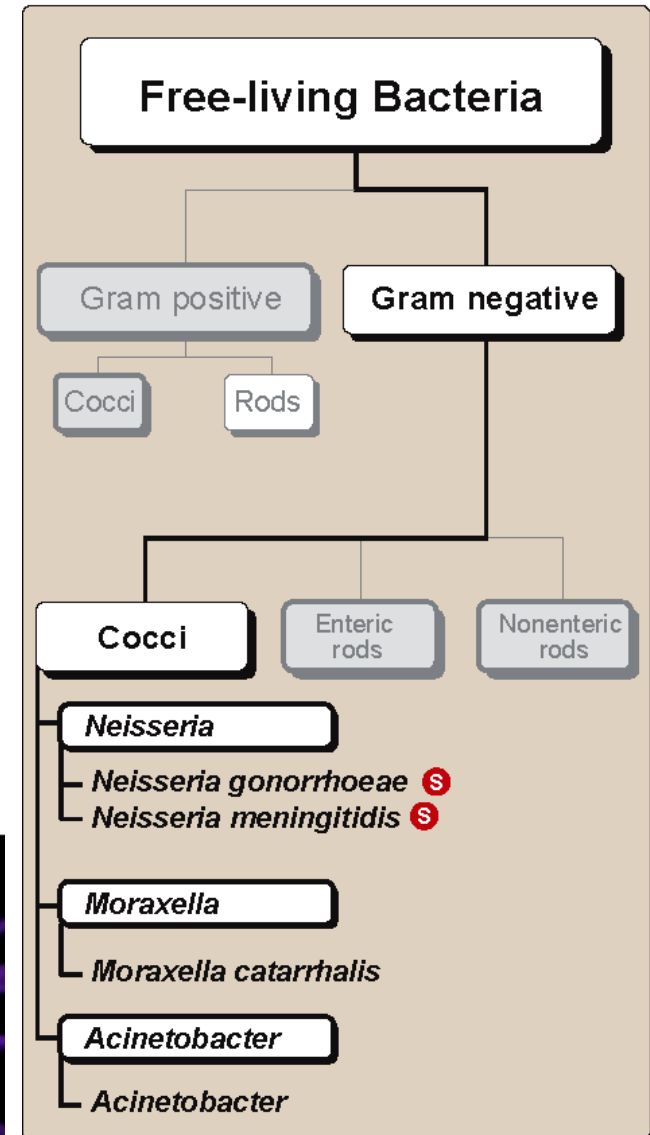 Free-living Bacteria
Gram positive
Gram negative
Cocci
Rods
Cocci
Enteric
rods
Nonenteric
rods
Neisseria
Neisseria gonorrhoeae S
Neisseria meningitidis S
Moraxella
Moraxella catarrhalis
Acinetobacter
Acinetobacter